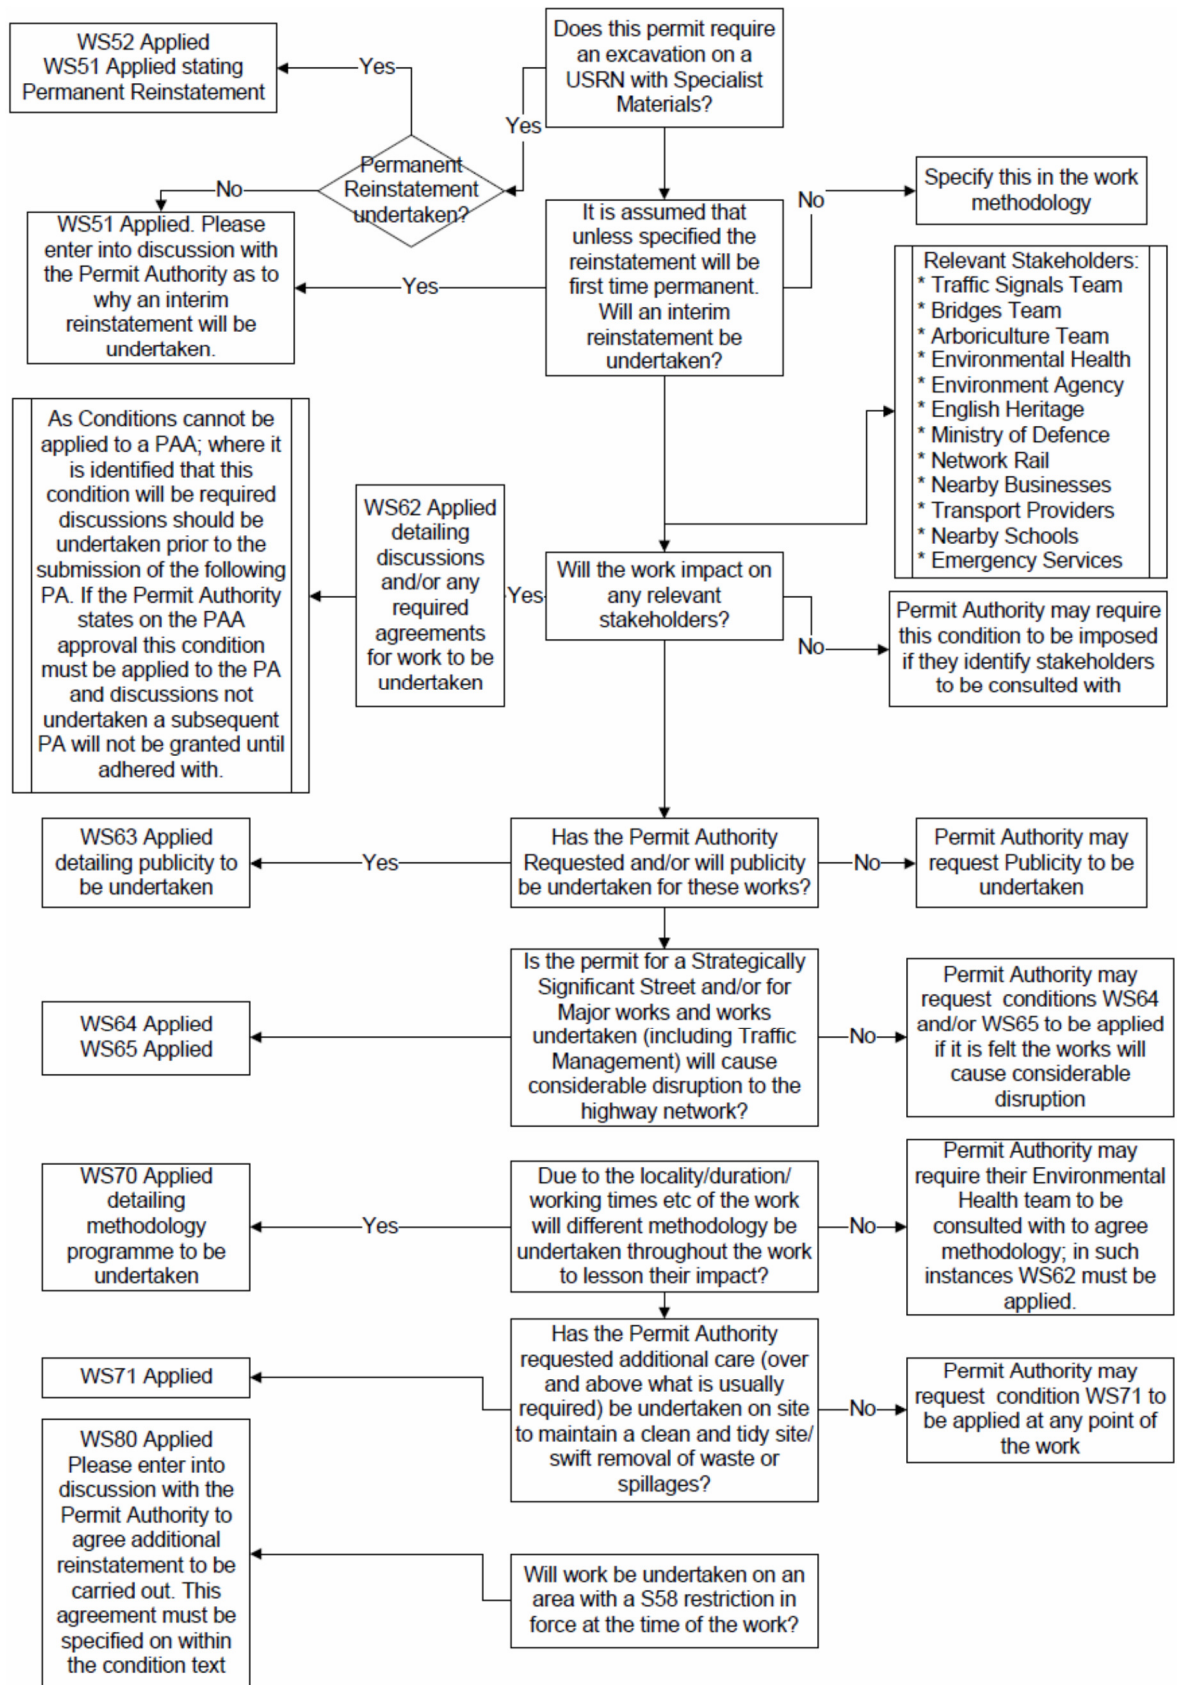 WS52 Applied
WS51 Applied stating
Permanent Reinstatement
Yes
Does this permit require
an excavation on a
USRN with Specialist
Materials?
Yes
Permanent
Reinstatement
undertaken?
No
WS51 Applied. Please
enter into discussion with
the Permit Authority as to
why an interim
reinstatement will be
undertaken.
Yes
It is assumed that
unless specified the
reinstatement will be
first time permanent.
Will an interim
reinstatement be
undertaken?
No
Specify this in the work
methodology
Relevant Stakeholders:
* Traffic Signals Team
* Bridges Team
* Arboriculture Team
* Environmental Health
* Environment Agency
* English Heritage
* Ministry of Defence
* Network Rail
* Nearby Businesses
* Transport Providers
* Nearby Schools
* Emergency Services
As Conditions cannot be
applied to a PAA; where it
is identified that this
condition will be required
discussions should be
undertaken prior to the
submission of the following
PA. If the Permit Authority
states on the PAA
approval this condition
must be applied to the PA
and discussions not
undertaken a subsequent
PA will not be granted until
adhered with.
WS62 Applied
detailing
discussions
and/or any
required
agreements
for work to be
undertaken
Yes
Will the work impact on
any relevant
stakeholders?
No
Permit Authority may require
this condition to be imposed
if they identify stakeholders
to be consulted with
WS63 Applied
detailing publicity to
be undertaken
Yes
Has the Permit Authority
Requested and/or will publicity
be undertaken for these works?
No
Permit Authority may
request Publicity to be
undertaken
WS64 Applied
WS65 Applied
Is the permit for a Strategically
Significant Street and/or for
Major works and works
undertaken (including Traffic
Management) will cause
considerable disruption to the
highway network?
No
Permit Authority may
request  conditions WS64
and/or WS65 to be applied
if it is felt the works will
cause considerable
disruption
WS70 Applied
detailing
methodology
programme to be
undertaken
Yes
Due to the locality/duration/
working times etc of the work
will different methodology be
undertaken throughout the work
to lesson their impact?
No
Permit Authority may
require their Environmental
Health team to be
consulted with to agree
methodology; in such
instances WS62 must be
applied.
WS71 Applied
Has the Permit Authority
requested additional care (over
and above what is usually
required) be undertaken on site
to maintain a clean and tidy site/
swift removal of waste or
spillages?
No
Permit Authority may
request  condition WS71 to
be applied at any point of
the work
WS80 Applied
Please enter into
discussion with the
Permit Authority to
agree additional
reinstatement to be
carried out. This
agreement must be
specified on within
the condition text
Will work be undertaken on an
area with a S58 restriction in
force at the time of the work?